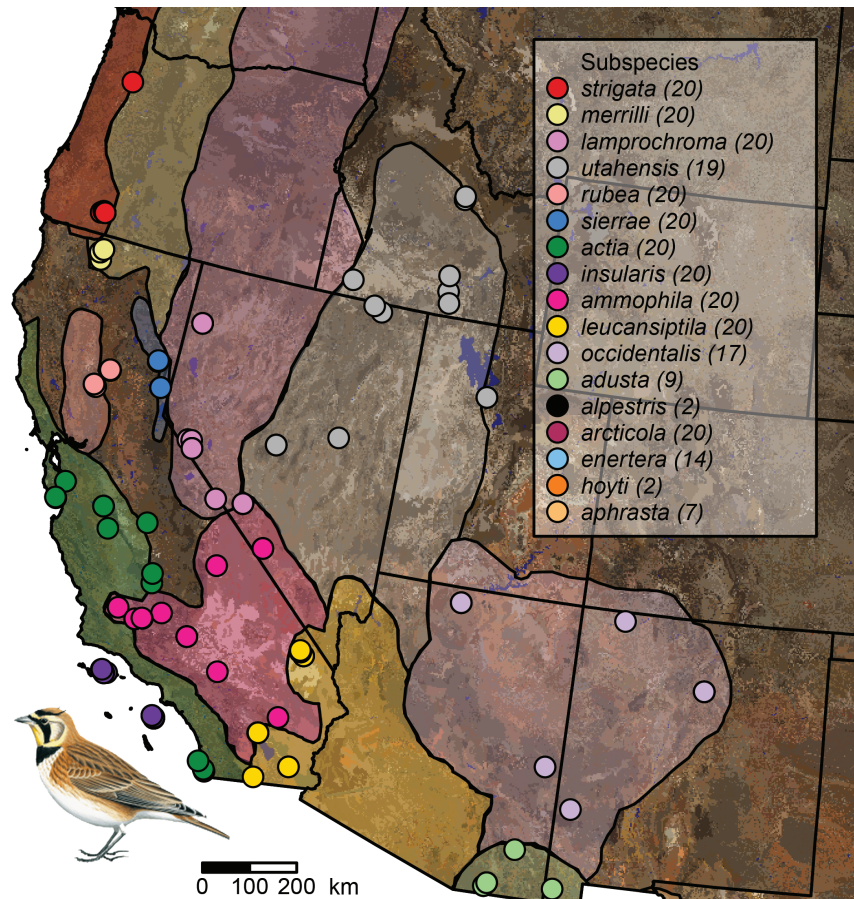 Subspecies
strigata (20)
merrilli (20)
lamprochroma (20)
utahensis (19)
rubea (20)
sierrae (20)
actia (20)
insularis (20)
ammophila (20)
leucansiptila (20)
occidentalis (17)
adusta (9)
alpestris (2)
arcticola (20)
enertera (14)
hoyti (2)
aphrasta (7)
0 100 200 km